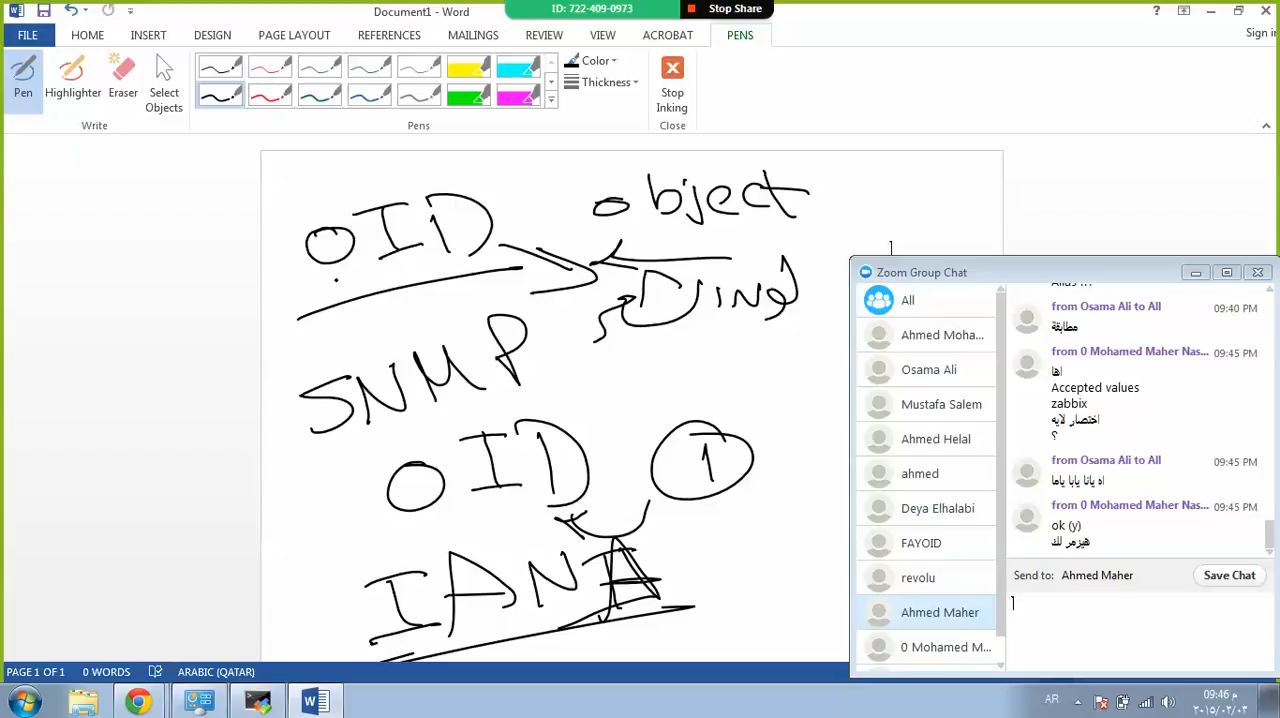 Document1 - Word
ID: 722-409-0973
Stop Share
?
FILE
HOME
INSERT
DESIGN
PAGE LAYOUT
REFERENCES
MAILINGS
REVIEW
VIEW
ACROBAT
PENS
Sign in
Pen
Highlighter
Eraser
Select Objects
Color
Thickness
Stop Inking
Write
Pens
Close
OID
object
SNMP
OID
1
IANA
Zoom Group Chat
All
Ahmed Moha...
Osama Ali
Mustafa Salem
Ahmed Helal
ahmed
Deya Elhalabi
FAYOID
revolu
Ahmed Maher
0 Mohamed M...
from Osama Ali to All 09:40 PM
مطابقة
from 0 Mohamed Maher Nas... 09:45 PM
اها
Accepted values
zabbix
اختصار لايه
؟
from Osama Ali to All 09:45 PM
اه يانا يابا ياما
from 0 Mohamed Maher Nas... 09:45 PM
ok (y)
هيزمر لك
Send to: Ahmed Maher
Save Chat
PAGE 1 OF 1
0 WORDS
ARABIC (QATAR)
AR
09:46 م
٢٠١٥/٠٢/٠٣